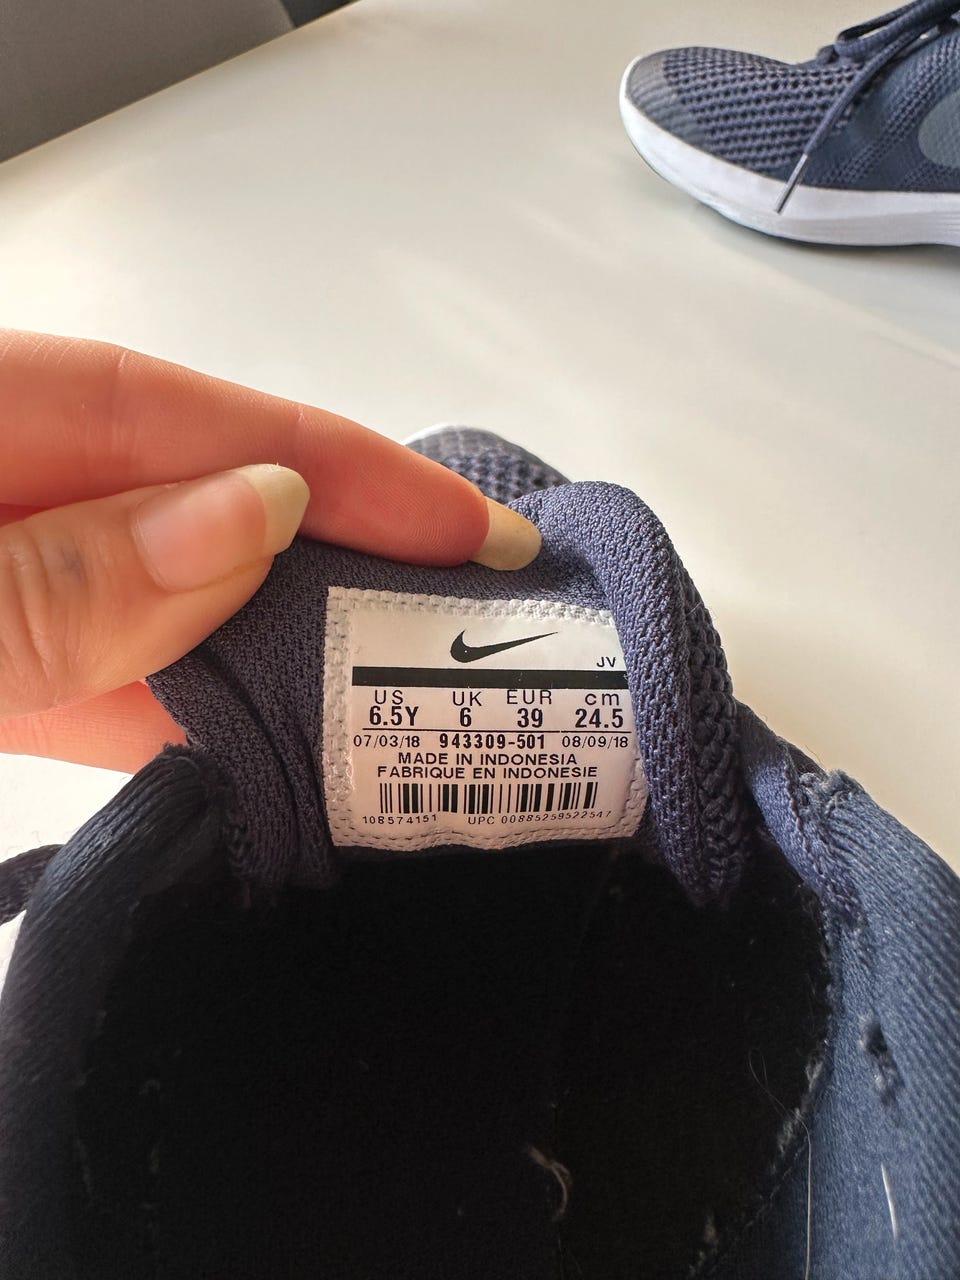 JV
US UK EUR cm
6.5Y 6 39 24.5
07/03/18 943309-501 08/09/18
MADE IN INDONESIA
FABRIQUE EN INDONESIE
108574151 UPC 00885259522547